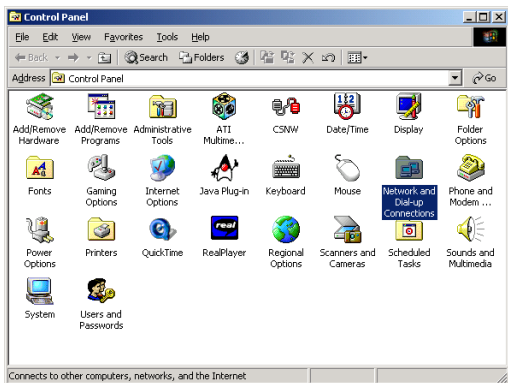 Control Panel
File Edit View Favorites Tools Help
Back Search Folders
Address Control Panel Go
Add/Remove Hardware
Add/Remove Programs
Administrative Tools
ATI Multime...
CSNW
Date/Time
Display
Folder Options
Fonts
Gaming Options
Internet Options
Java Plug-in
Keyboard
Mouse
Network and Dial-up Connections
Phone and Modem ...
Power Options
Printers
QuickTime
real
RealPlayer
Regional Options
Scanners and Cameras
Scheduled Tasks
Sounds and Multimedia
System
Users and Passwords
Connects to other computers, networks, and the Internet